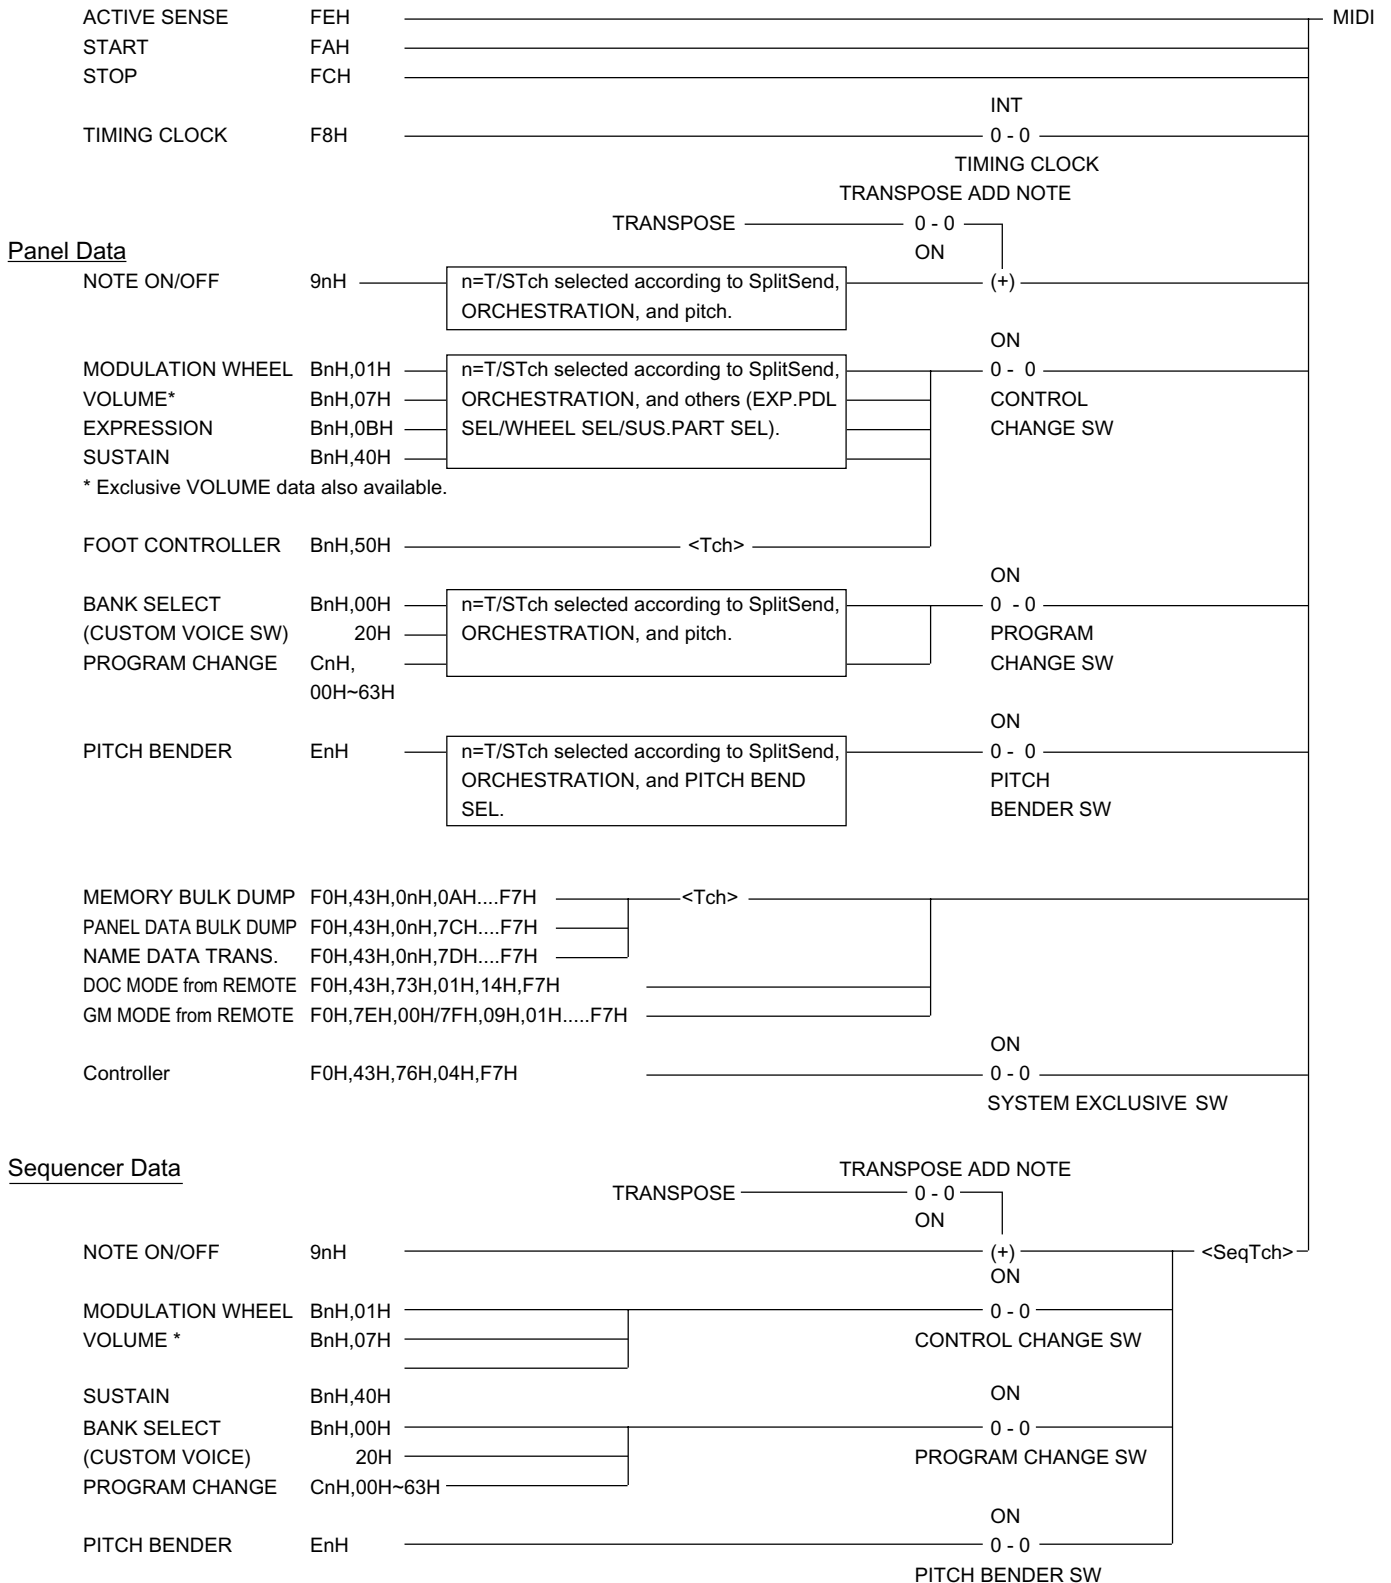 ACTIVE SENSE FEH MIDI
START FAH
STOP FCH
INT
TIMING CLOCK F8H 0 - 0
TIMING CLOCK
TRANSPOSE ADD NOTE
TRANSPOSE 0 - 0
Panel Data ON
NOTE ON/OFF 9nH n=T/STch selected according to SplitSend, (+)
ORCHESTRATION, and pitch.
ON
MODULATION WHEEL BnH,01H n=T/STch selected according to SplitSend, 0 - 0
VOLUME* BnH,07H ORCHESTRATION, and others (EXP.PDL CONTROL
EXPRESSION BnH,0BH SEL/WHEEL SEL/SUS.PART SEL). CHANGE SW
SUSTAIN BnH,40H
* Exclusive VOLUME data also available.
FOOT CONTROLLER BnH,50H <Tch>
ON
BANK SELECT BnH,00H n=T/STch selected according to SplitSend, 0 - 0
(CUSTOM VOICE SW) 20H ORCHESTRATION, and pitch. PROGRAM
PROGRAM CHANGE CnH, CHANGE SW
00H~63H
ON
PITCH BENDER EnH n=T/STch selected according to SplitSend, 0 - 0
ORCHESTRATION, and PITCH BEND PITCH
SEL. BENDER SW
MEMORY BULK DUMP F0H,43H,0nH,0AH....F7H <Tch>
PANEL DATA BULK DUMP F0H,43H,0nH,7CH....F7H
NAME DATA TRANS. F0H,43H,0nH,7DH....F7H
DOC MODE from REMOTE F0H,43H,73H,01H,14H,F7H
GM MODE from REMOTE F0H,7EH,00H/7FH,09H,01H.....F7H
ON
Controller F0H,43H,76H,04H,F7H 0 - 0
SYSTEM EXCLUSIVE SW
Sequencer Data TRANSPOSE ADD NOTE
TRANSPOSE 0 - 0
ON
NOTE ON/OFF 9nH (+) <SeqTch>
ON
MODULATION WHEEL BnH,01H 0 - 0
VOLUME * BnH,07H CONTROL CHANGE SW
SUSTAIN BnH,40H ON
BANK SELECT BnH,00H 0 - 0
(CUSTOM VOICE) 20H PROGRAM CHANGE SW
PROGRAM CHANGE CnH,00H~63H
ON
PITCH BENDER EnH 0 - 0
PITCH BENDER SW